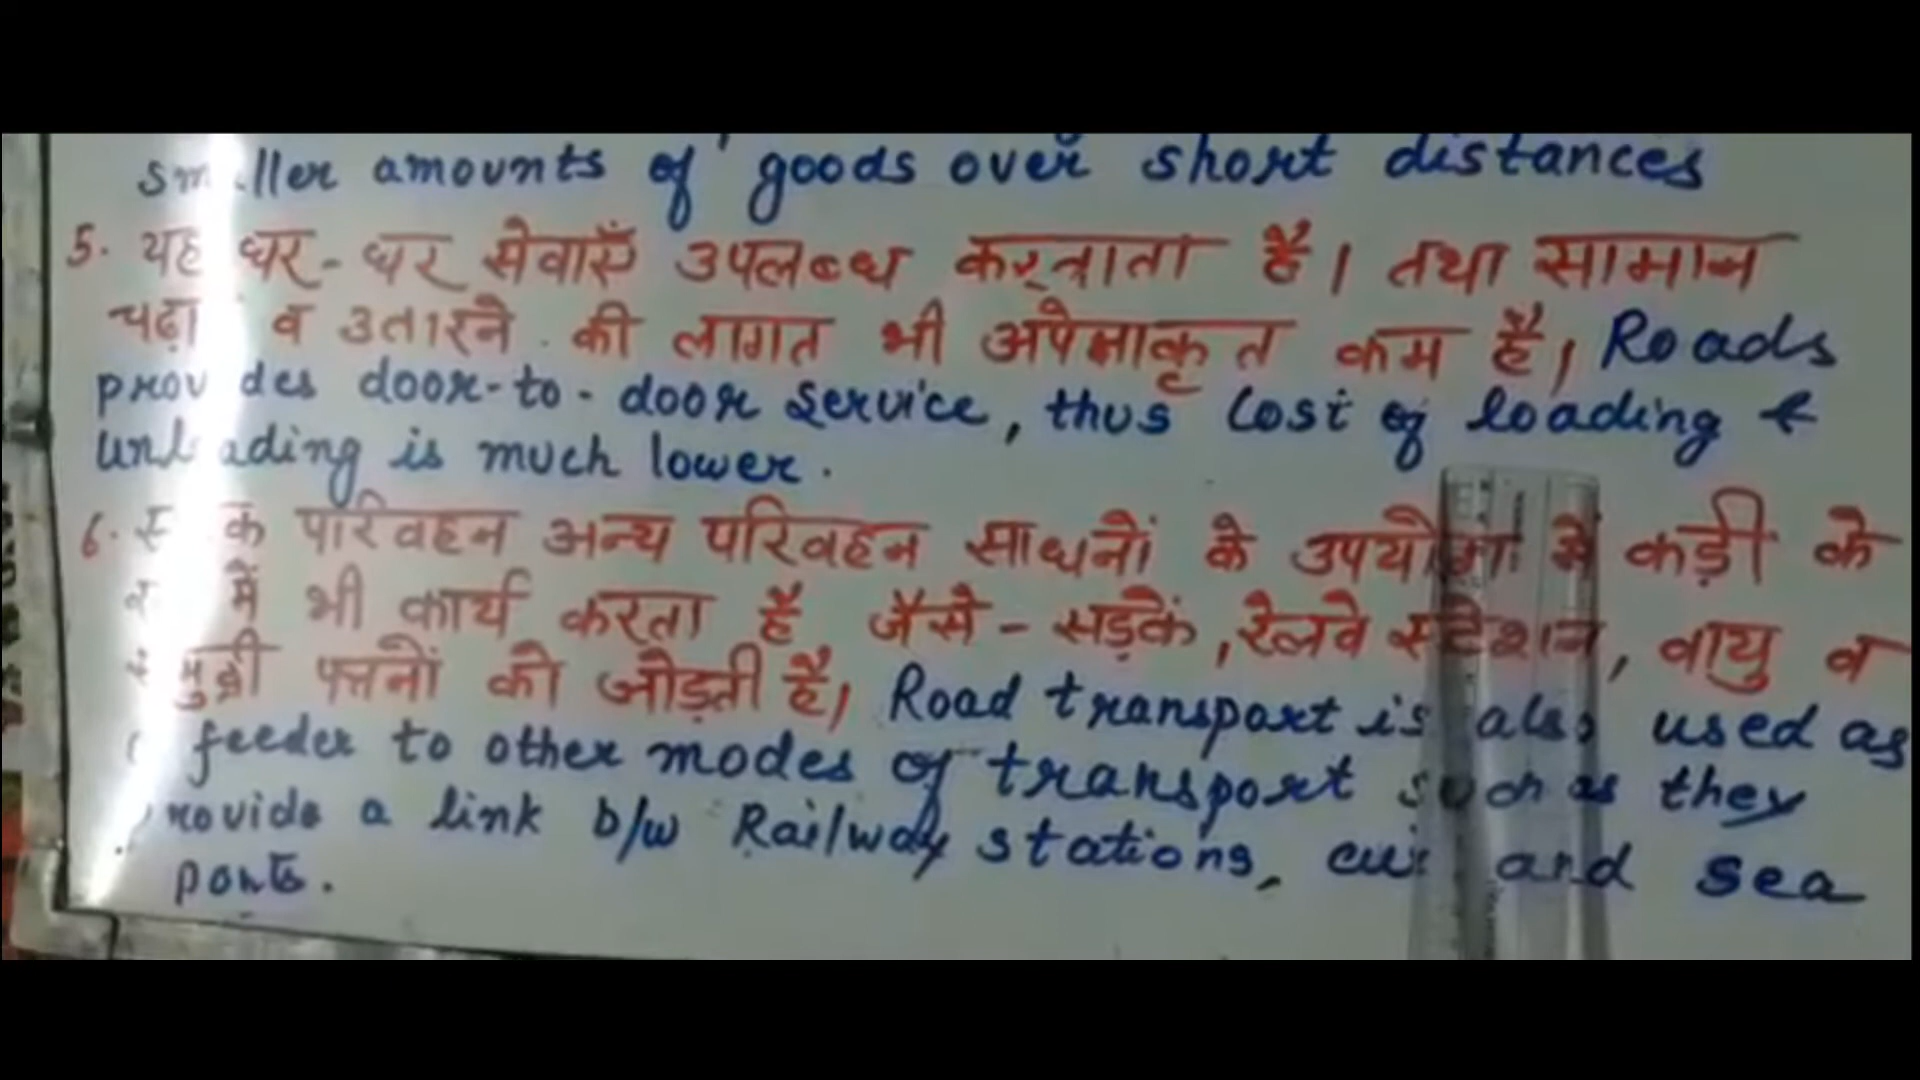 smaller amounts of goods over short distances
5. यह घर-घर सेवाएँ उपलब्ध करवाता है। तथा सामान
चढ़ाने व उतारने की लागत भी अपेक्षाकृत कम है। Roads
provides door-to-door service, thus cost of loading &
unloading is much lower.
6. सड़क परिवहन अन्य परिवहन साधनों के उपयोग में कड़ी के
में भी कार्य करता है जैसे - सड़कें, रेलवे स्टेशन, वायु व
समुद्री पत्तनों को जोड़ती है। Road transport is also used as
feeder to other modes of transport such as they
provide a link b/w Railway stations, air and sea
ports.